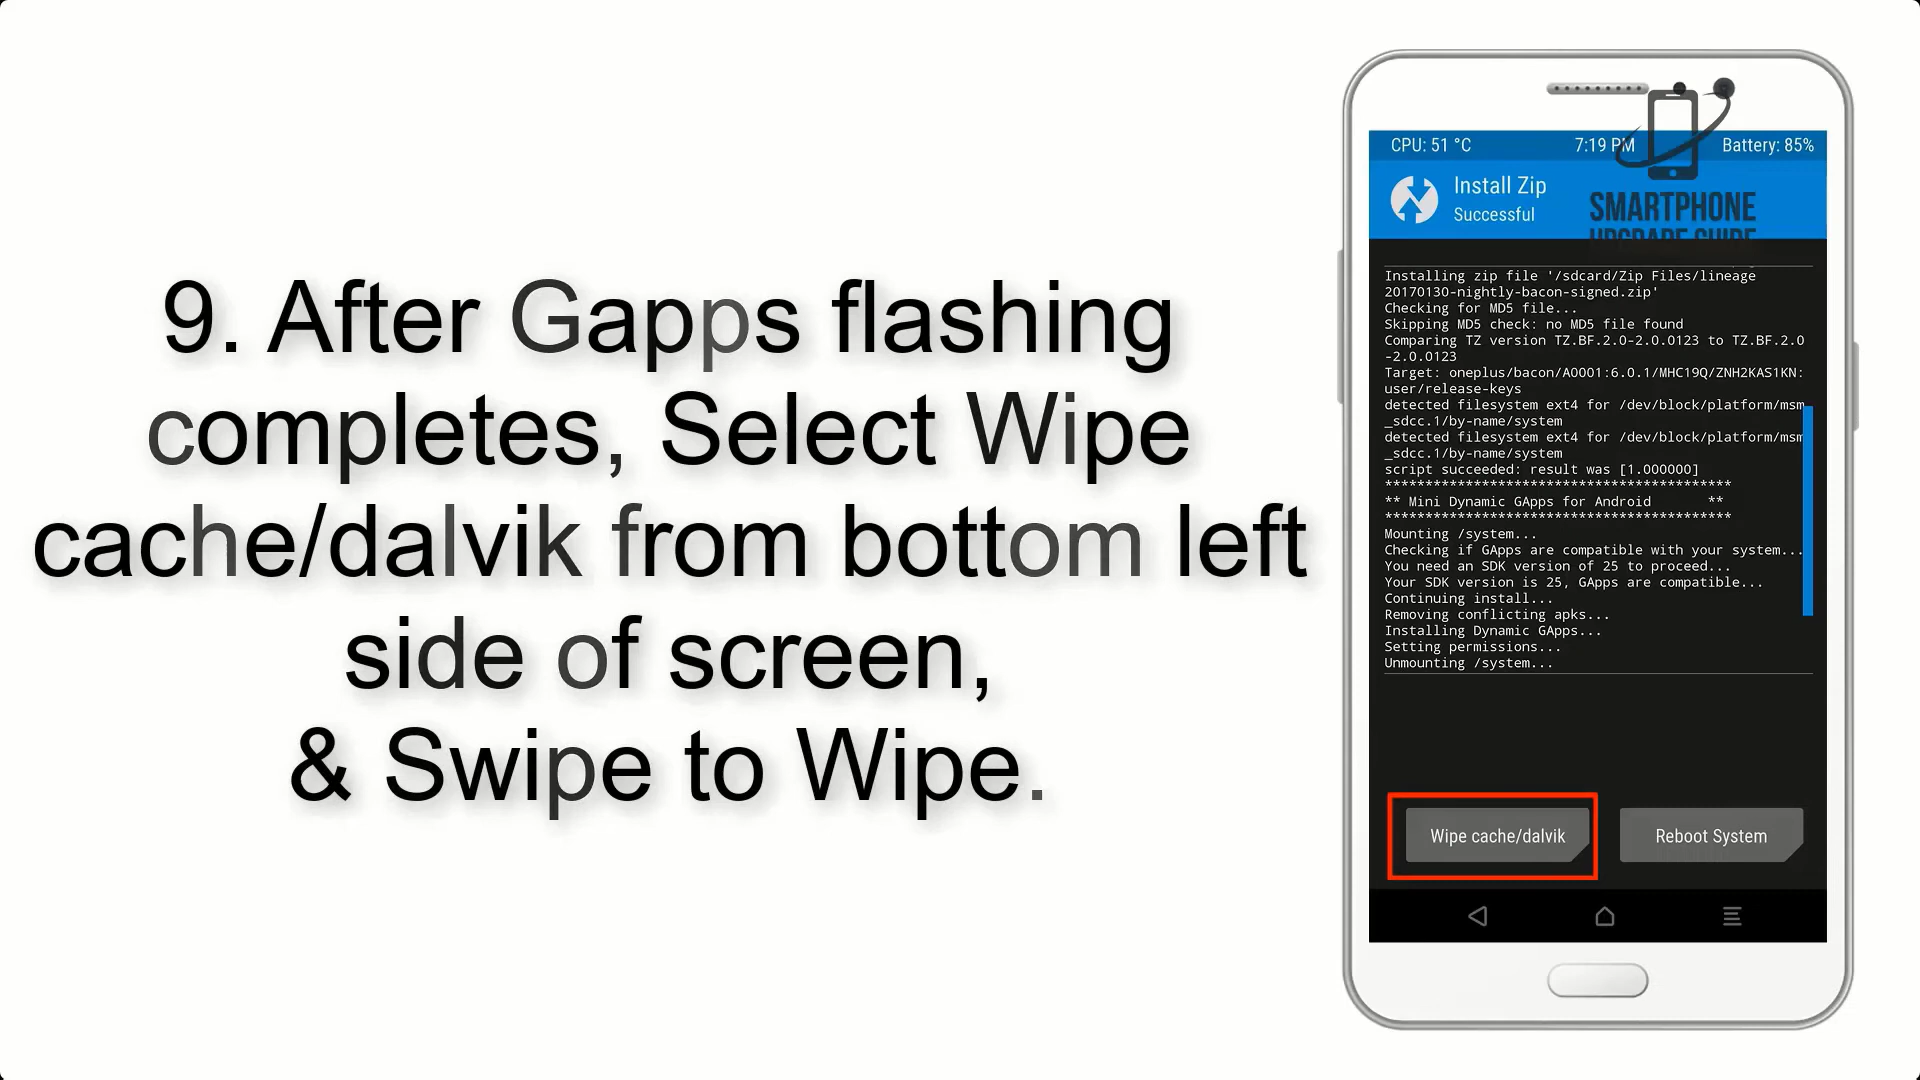 9. After Gapps flashing
completes, Select Wipe
cache/dalvik from bottom left
side of screen,
& Swipe to Wipe.
CPU: 51 °C 7:19 PM Battery: 85%
Install Zip
Successful
SMARTPHONE
UPGRADE GUIDE
Installing zip file '/sdcard/Zip Files/lineage
20170130-nightly-bacon-signed.zip'
Checking for MD5 file...
Skipping MD5 check: no MD5 file found
Comparing TZ version TZ.BF.2.0-2.0.0123 to TZ.BF.2.0
-2.0.0123
Target: oneplus/bacon/A0001:6.0.1/MHC19Q/ZNH2KAS1KN:
user/release-keys
detected filesystem ext4 for /dev/block/platform/msm
_sdcc.1/by-name/system
detected filesystem ext4 for /dev/block/platform/msm
_sdcc.1/by-name/system
script succeeded: result was [1.000000]
*******************************************
** Mini Dynamic GApps for Android **
*******************************************
Mounting /system...
Checking if GApps are compatible with your system...
You need an SDK version of 25 to proceed...
Your SDK version is 25, GApps are compatible...
Continuing install...
Removing conflicting apks...
Installing Dynamic GApps...
Setting permissions...
Unmounting /system...
Wipe cache/dalvik Reboot System